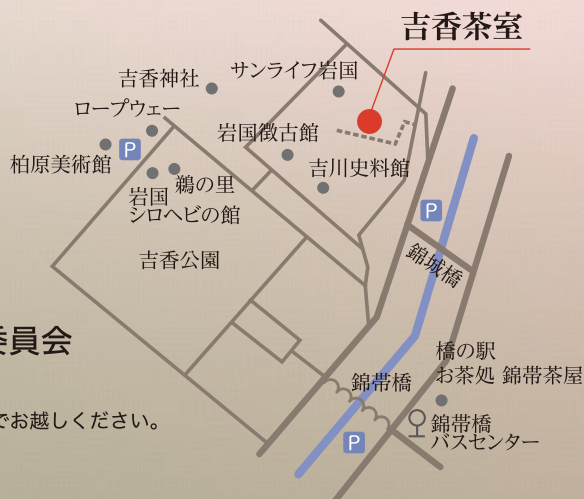 吉香茶室
サンライフ岩国
吉香神社
ロープウェー
岩国徴古館
P
柏原美術館
吉川史料館
鵜の里
岩国
シロヘビの館
P
吉香公園
錦城橋
委員会
橋の駅
お茶処 錦帯茶屋
錦帯橋
でお越しください。
錦帯橋
バスセンター
P